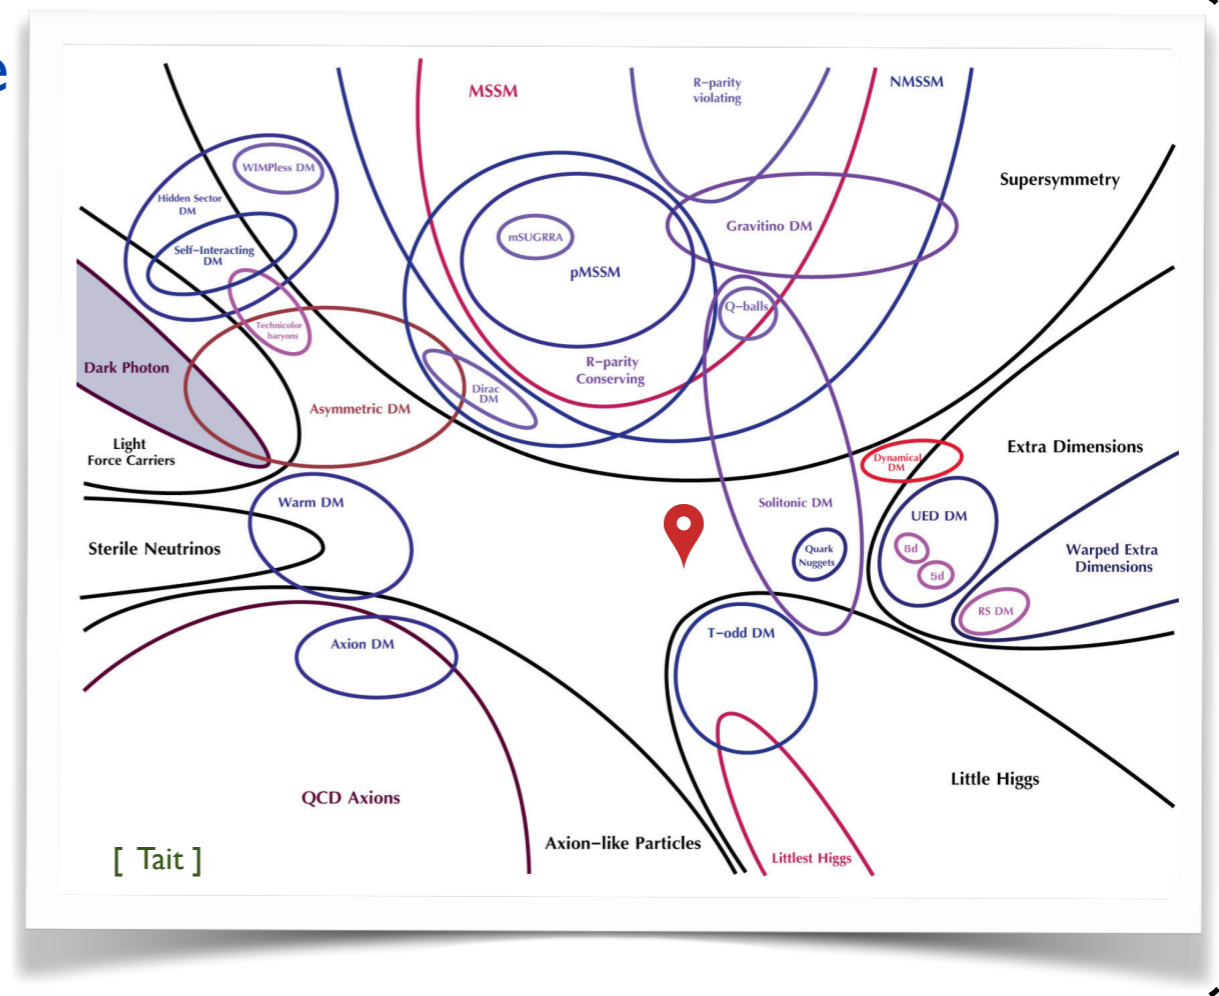 e
MSSM
R-parity
violating
NMSSM
WIMPless DM
Supersymmetry
Hidden Sector
DM
Gravitino DM
mSUGRRA
Self-Interacting
DM
pMSSM
Q-balls
Technicolor
baryons
Dark Photon
R-parity
Conserving
Dirac
DM
Asymmetric DM
Light
Force Carriers
Extra Dimensions
Dynamical
DM
Warm DM
Solitonic DM
UED DM
Sterile Neutrinos
Quark
Nuggets
6d
5d
Warped Extra
Dimensions
RS DM
Axion DM
T-odd DM
Little Higgs
QCD Axions
Axion-like Particles
Littlest Higgs
[ Tait ]